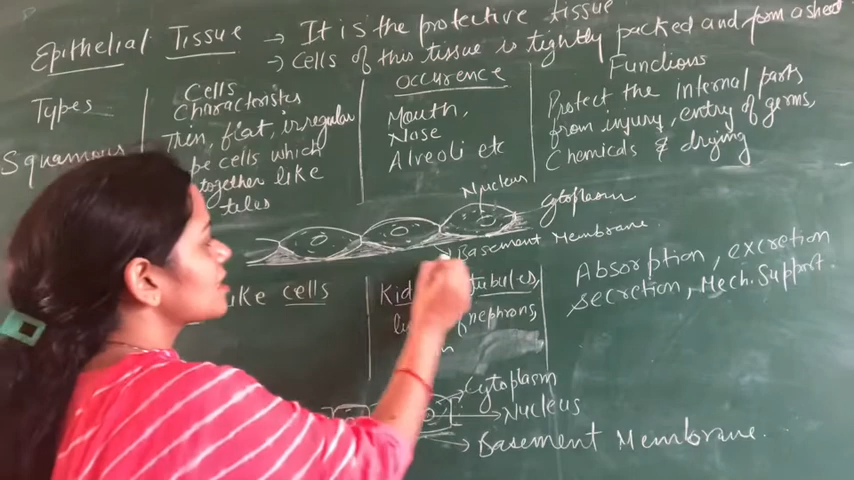 Epithelial Tissue → It is the protective tissue
→ Cells of this tissue is tightly packed and form a sheet
Types
Cells
Characteristics
Occurence
Functions
Squamous
Thin, flat, irregular
be cells which
together like
tiles
Mouth,
Nose
Alveoli etc
Protect the internal parts
from injury, entry of germs,
Chemicals & drying
Nucleus
Cytoplasm
Basement Membrane
like cells
Kid tubules,
of nephrons,
Absorption, excretion
secretion, Mech. Support.
Cytoplasm
Nucleus
Basement Membrane.